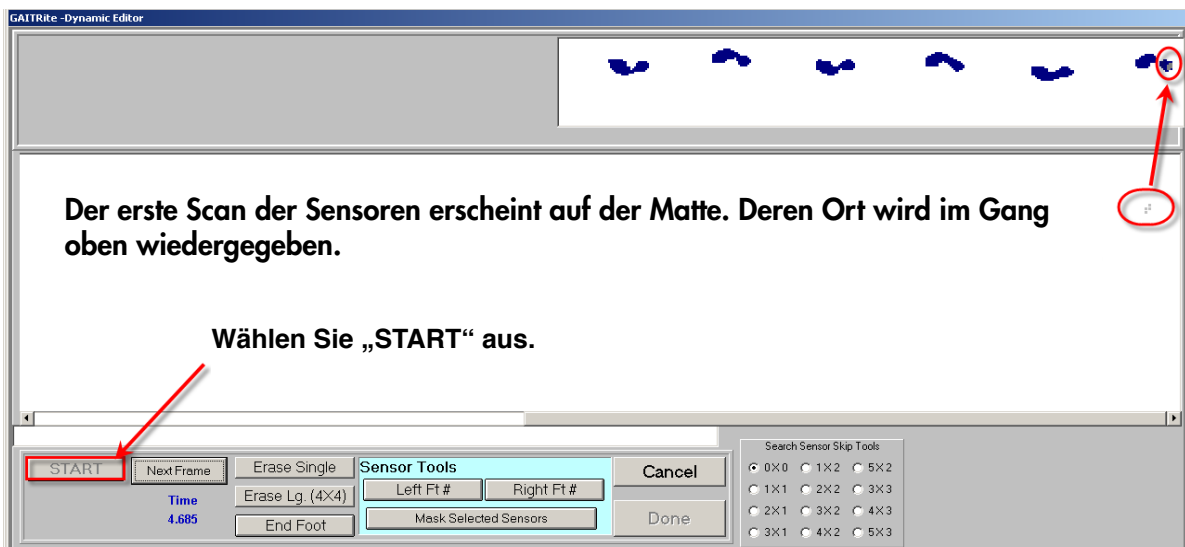 GAITRite -Dynamic Editor
Der erste Scan der Sensoren erscheint auf der Matte. Deren Ort wird im Gang
oben wiedergegeben.
Wählen Sie „START“ aus.
START
Next Frame
Time
4.685
Erase Single
Erase Lg. (4X4)
End Foot
Sensor Tools
Left Ft #
Right Ft #
Mask Selected Sensors
Cancel
Done
Search Sensor Skip Tools
0X0 1X2 5X2
1X1 2X2 3X3
2X1 3X2 4X3
3X1 4X2 5X3